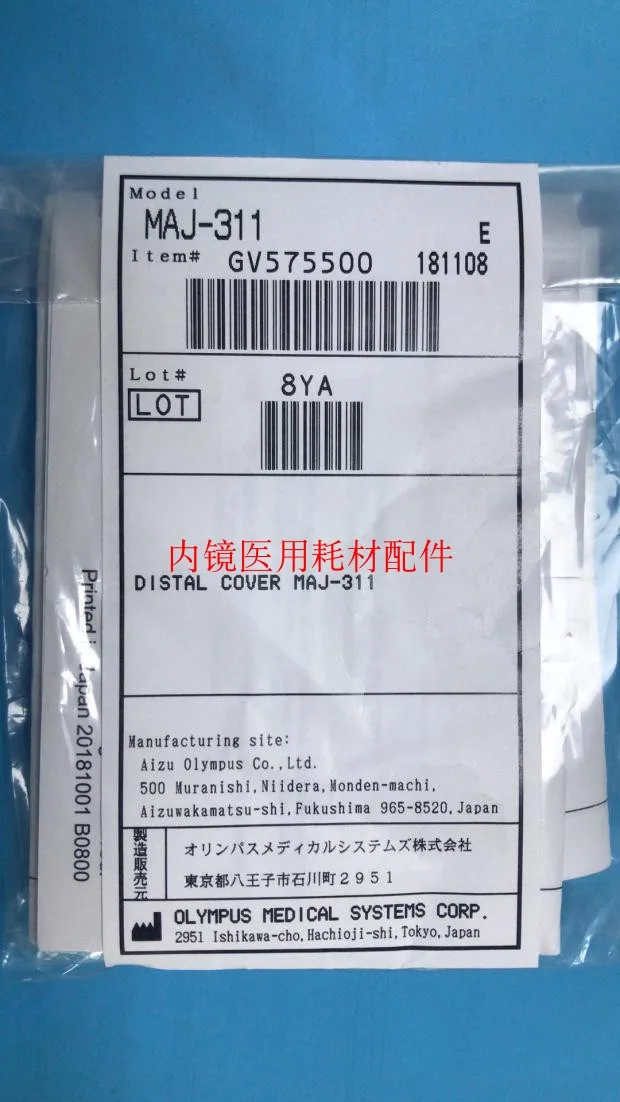 Model
MAJ-311
E
Item# GV575500 181108
Lot#
8YA
LOT
内镜医用耗材配件
DISTAL COVER MAJ-311
Manufacturing site:
Aizu Olympus Co.,Ltd.
500 Muranishi,Niidera,Monden-machi,
Aizuwakamatsu-shi,Fukushima 965-8520,Japan
製造販売元
オリンパスメディカルシステムズ株式会社
東京都八王子市石川町2951
OLYMPUS MEDICAL SYSTEMS CORP.
2951 Ishikawa-cho,Hachioji-shi,Tokyo,Japan
Printed in Japan 20181001 B0800